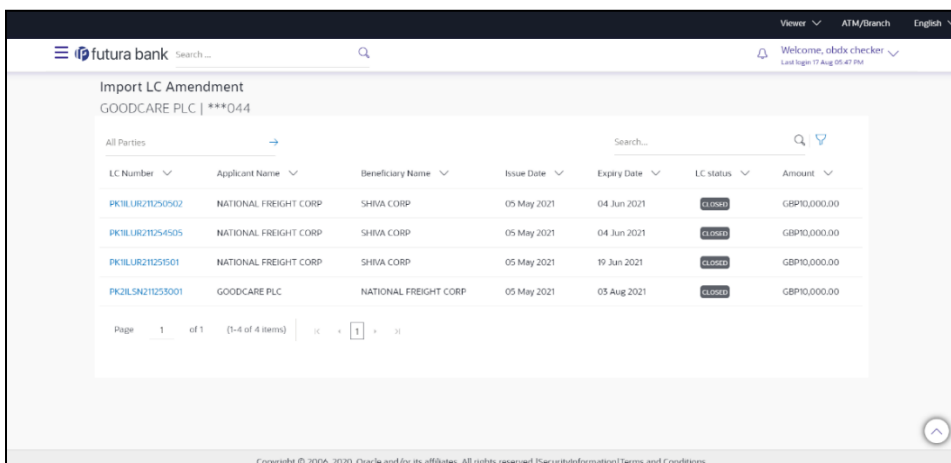 Viewer ATM/Branch English
futura bank Search... Welcome, obdx checker
Last login 17 Aug 05:47 PM
Import LC Amendment
GOODCARE PLC | ***044
All Parties Search...
LC Number Applicant Name Beneficiary Name Issue Date Expiry Date LC status Amount
PK1ILUR211250502 NATIONAL FREIGHT CORP SHIVA CORP 05 May 2021 04 Jun 2021 CLOSED GBP10,000.00
PK1ILUR211254505 NATIONAL FREIGHT CORP SHIVA CORP 05 May 2021 04 Jun 2021 CLOSED GBP10,000.00
PK1ILUR211251501 NATIONAL FREIGHT CORP SHIVA CORP 05 May 2021 19 Jun 2021 CLOSED GBP10,000.00
PK2ILSN211253001 GOODCARE PLC NATIONAL FREIGHT CORP 05 May 2021 03 Aug 2021 CLOSED GBP10,000.00
Page 1 of 1 (1-4 of 4 items) 1
Copyright © 2006, 2020, Oracle and/or its affiliates. All rights reserved.|SecurityInformation|Terms and Conditions